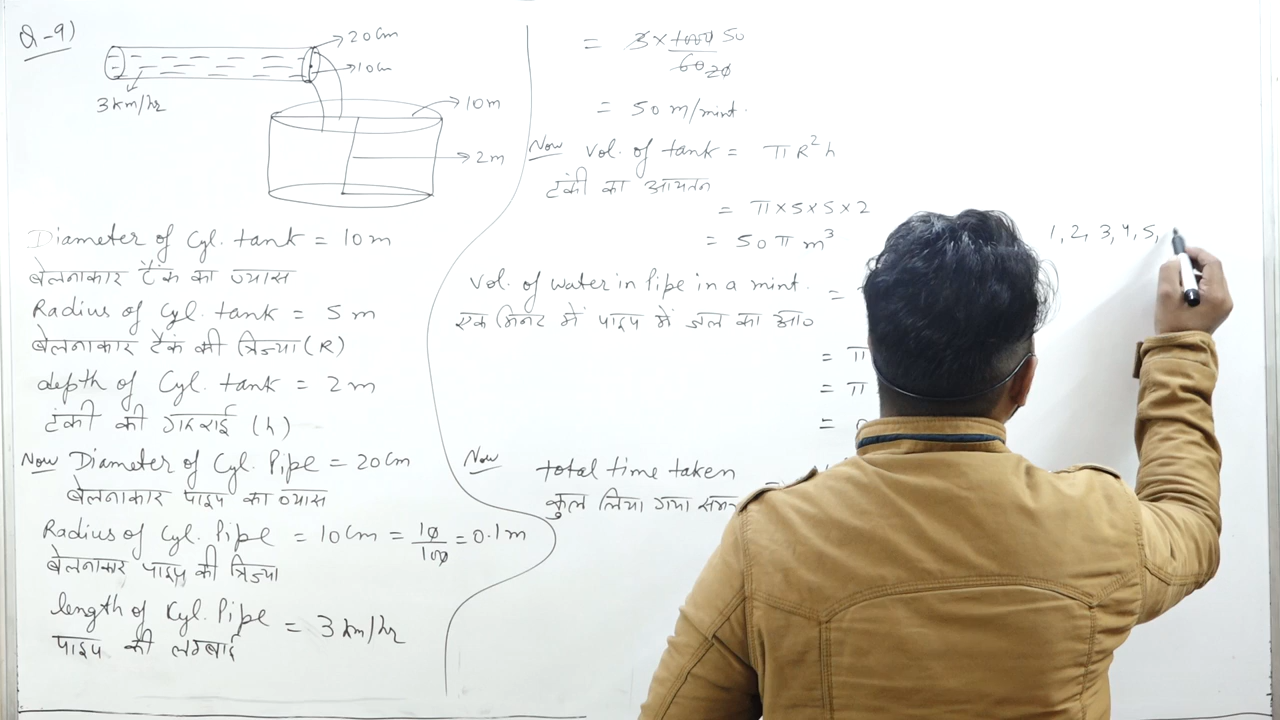 Q-9)
20cm
10cm
3km/hr
10m
2m
Diameter of Cyl. tank = 10m
बेलनाकार टैंक का व्यास
Radius of Cyl. tank = 5m
बेलनाकार टैंक की त्रिज्या (R)
depth of Cyl. tank = 2m
टंकी की गहराई (h)
Now Diameter of Cyl. Pipe = 20cm
बेलनाकार पाइप का व्यास
Radius of Cyl. Pipe = 10cm = 10/100 = 0.1m
बेलनाकार पाइप की त्रिज्या
length of Cyl. Pipe = 3km/hr
पाइप की लम्बाई
= 3 × 1000 50 / 60 20
= 50 m/mint.
Now Vol. of tank = πR²h
टंकी का आयतन
= π×5×5×2
= 50π m³
Vol. of water in Pipe in a mint. =
एक मिनट में पाइप में जल का आ०
= π
= π
=
Now total time taken
कुल लिया गया समय
1, 2, 3, 4, 5,